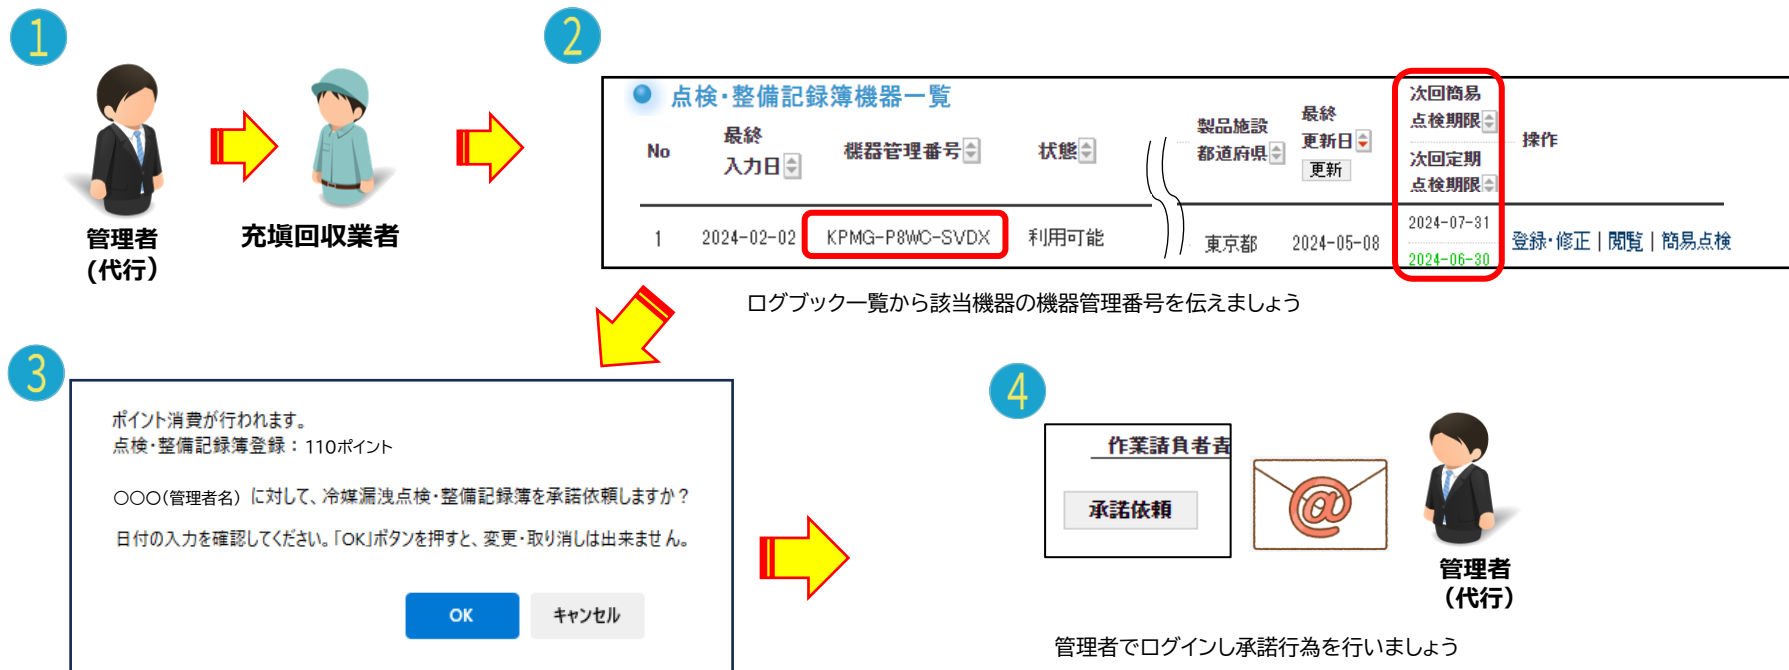 1
管理者
(代行)
充塡回収業者
2
点検・整備記録簿機器一覧
No
最終
入力日
機器管理番号
状態
製品施設
都道府県
最終
更新日
更新
次回簡易
点検期限
次回定期
点検期限
操作
1 2024-02-02 KPMG-P8WC-SVDX 利用可能 東京都 2024-05-08
2024-07-31
2024-06-30
登録・修正 | 閲覧 | 簡易点検
ログブック一覧から該当機器の機器管理番号を伝えましょう
3
ポイント消費が行われます。
点検・整備記録簿登録：110ポイント
〇〇〇(管理者名) に対して、冷媒漏洩点検・整備記録簿を承諾依頼しますか？
日付の入力を確認してください。「OK」ボタンを押すと、変更・取り消しは出来ません。
OK キャンセル
4
作業請負者責
承諾依頼
@
管理者
（代行）
管理者でログインし承諾行為を行いましょう